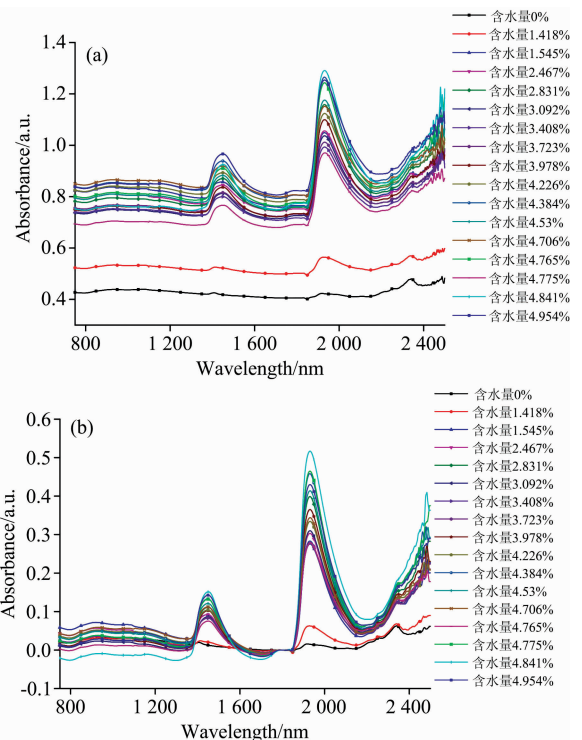 (a)
Absorbance/a.u.
1.4
1.2
1.0
0.8
0.6
0.4
800
1 200
1 600
2 000
2 400
Wavelength/nm
含水量0%
含水量1.418%
含水量1.545%
含水量2.467%
含水量2.831%
含水量3.092%
含水量3.408%
含水量3.723%
含水量3.978%
含水量4.226%
含水量4.384%
含水量4.53%
含水量4.706%
含水量4.765%
含水量4.775%
含水量4.841%
含水量4.954%
(b)
Absorbance/a.u.
0.6
0.5
0.4
0.3
0.2
0.1
0.0
-0.1
800
1 200
1 600
2 000
2 400
Wavelength/nm
含水量0%
含水量1.418%
含水量1.545%
含水量2.467%
含水量2.831%
含水量3.092%
含水量3.408%
含水量3.723%
含水量3.978%
含水量4.226%
含水量4.384%
含水量4.53%
含水量4.706%
含水量4.765%
含水量4.775%
含水量4.841%
含水量4.954%